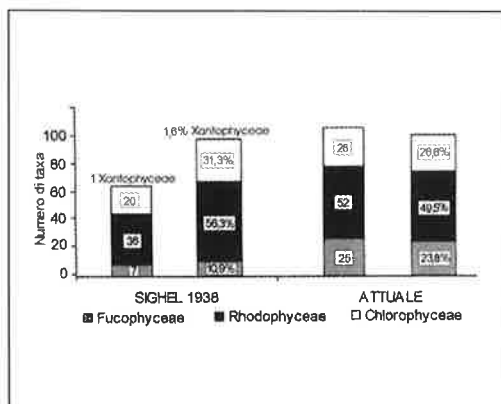 Numero di taxa
100
80
60
40
20
0
1 Xantophyceae
1,6% Xantophyceae
20
36
7
31,3%
56,3%
10,9%
26
52
25
26,6%
49,5%
23,8%
SIGHEL 1938
ATTUALE
Fucophyceae
Rhodophyceae
Chlorophyceae